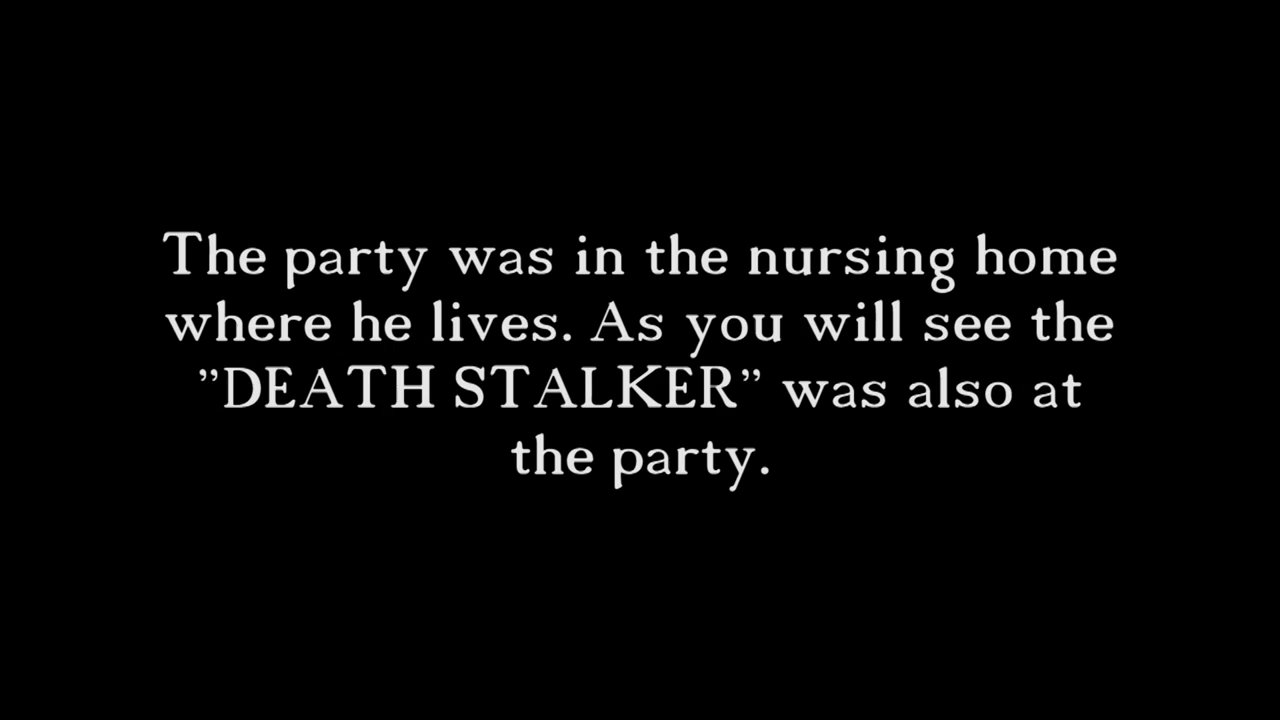 The party was in the nursing home
where he lives. As you will see the
”DEATH STALKER” was also at
the party.